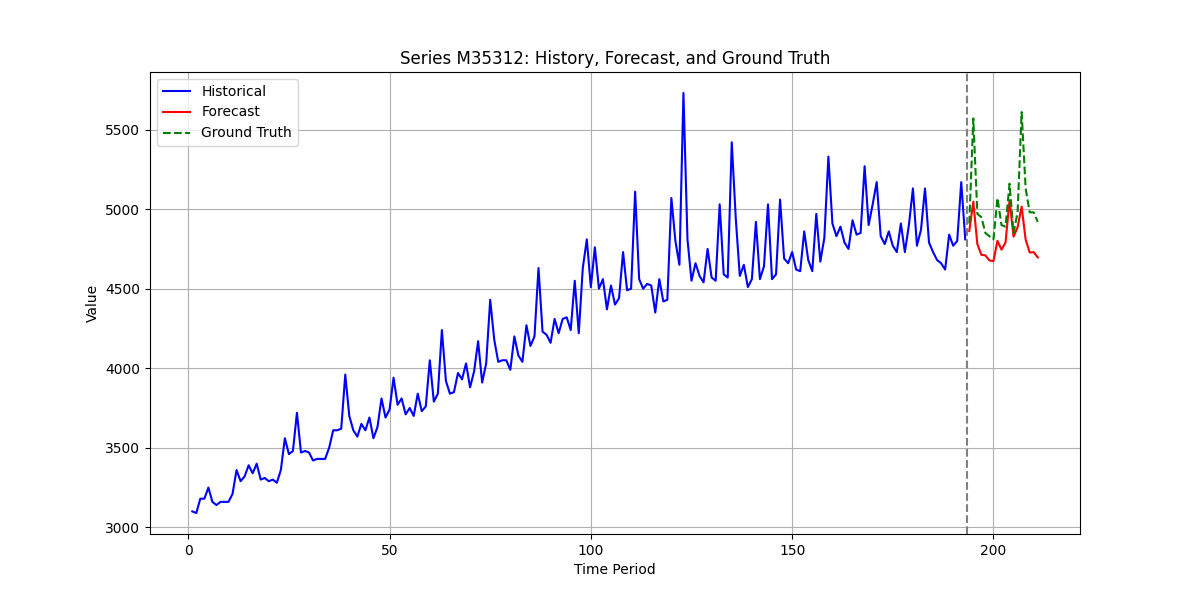 Series M35312: History, Forecast, and Ground Truth
Historical
Forecast
Ground Truth
5500
5000
4500
4000
3500
3000
Value
0 50 100 150 200
Time Period